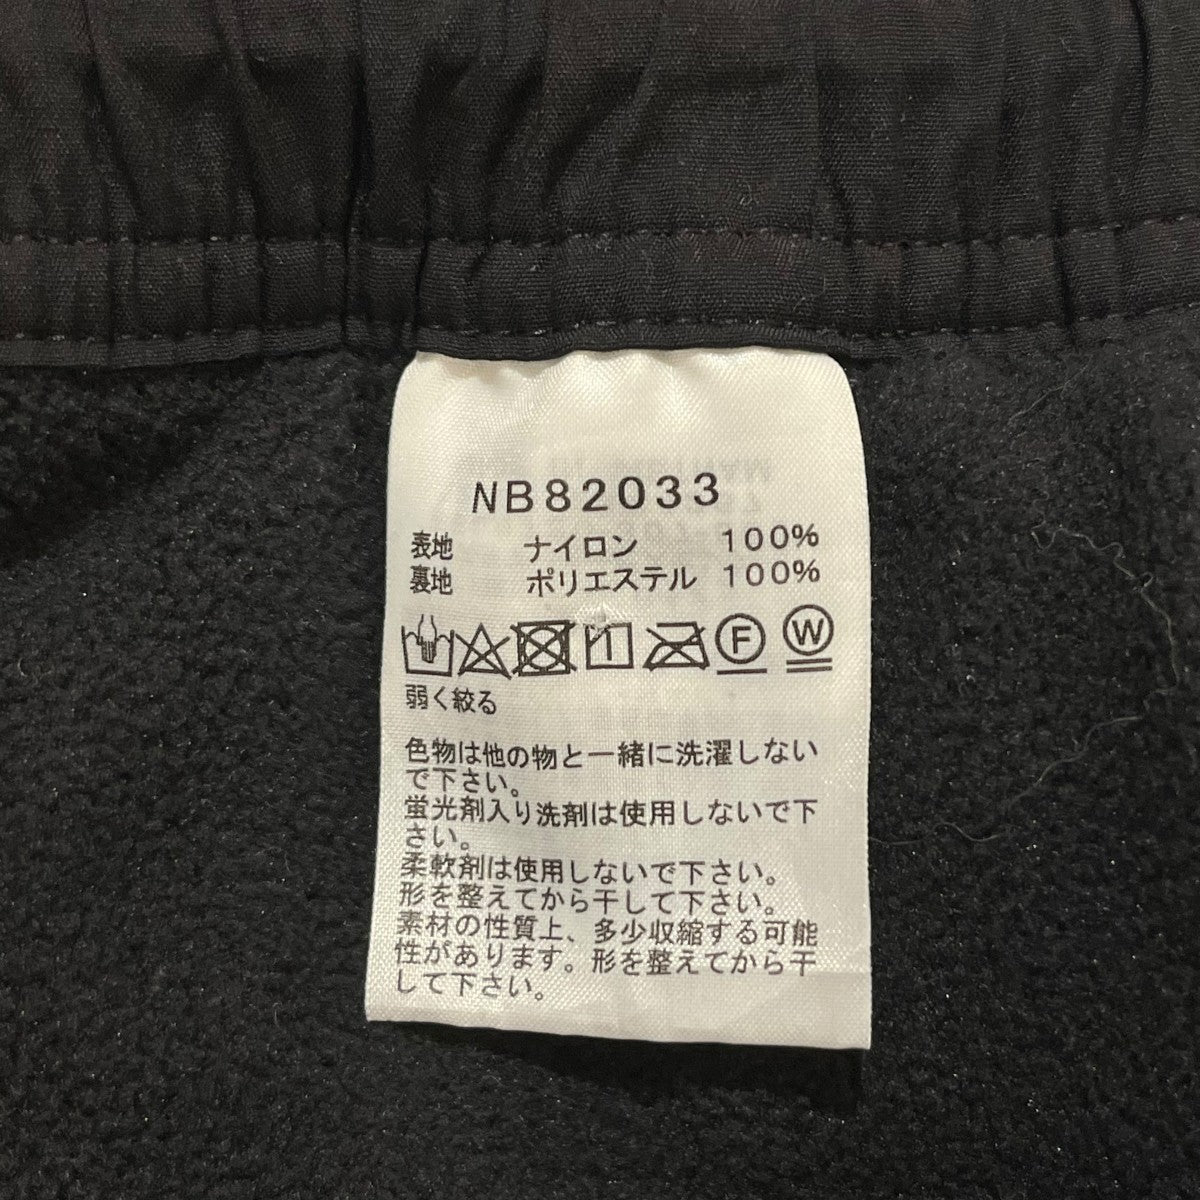 NB82033
表地 ナイロン 100%
裏地 ポリエステル 100%
F W
弱く絞る
色物は他の物と一緒に洗濯しない
で下さい。
蛍光剤入り洗剤は使用しないで下
さい。
柔軟剤は使用しないで下さい。
形を整えてから干して下さい。
素材の性質上、多少収縮する可能
性があります。形を整えてから干
して下さい。